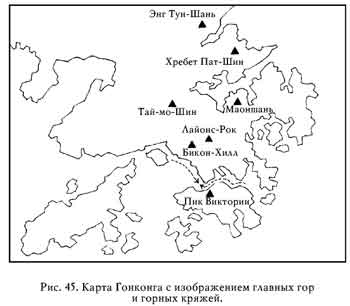 Энг Тун-Шань
Хребет Пат-Шин
Тай-мо-Шин
Маоншань
Лайонс-Рок
Бикон-Хилл
Пик Виктории
Рис. 45. Карта Гонконга с изображением главных гор
и горных кряжей.